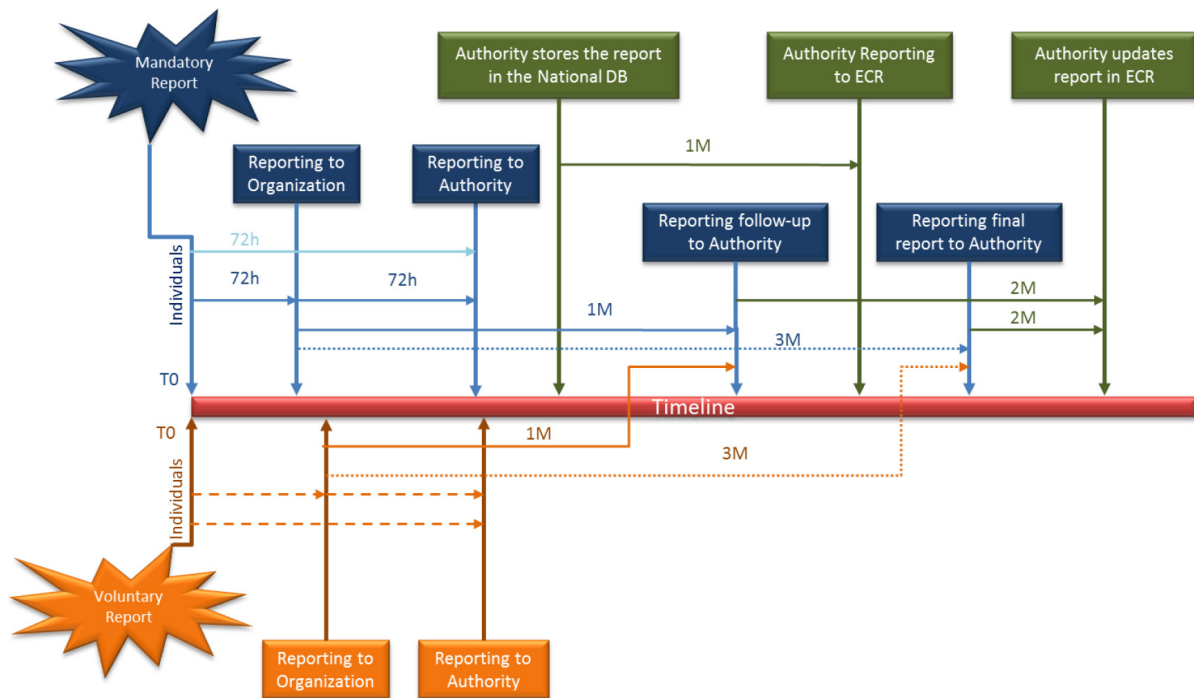 Mandatory
Report
Authority stores the report
in the National DB
Authority Reporting
to ECR
Authority updates
report in ECR
1M
Reporting to
Organization
Reporting to
Authority
Reporting follow-up
to Authority
Reporting final
report to Authority
Individuals
72h
72h
72h
1M
2M
2M
3M
T0
Timeline
T0
1M
3M
Individuals
Voluntary
Report
Reporting to
Organization
Reporting to
Authority